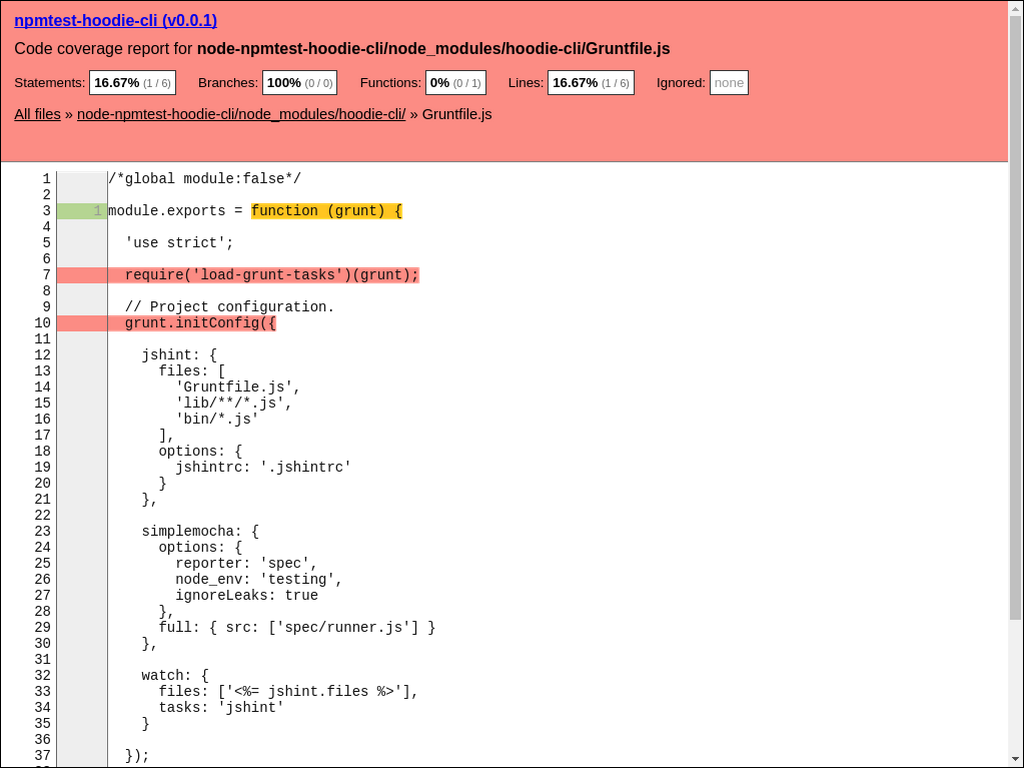 npmtest-hoodie-cli (v0.0.1)
Code coverage report for node-npmtest-hoodie-cli/node_modules/hoodie-cli/Gruntfile.js
Statements: 16.67% (1 / 6) Branches: 100% (0 / 0) Functions: 0% (0 / 1) Lines: 16.67% (1 / 6) Ignored: none
All files » node-npmtest-hoodie-cli/node_modules/hoodie-cli/ » Gruntfile.js
1 /*global module:false*/
2
3 1 module.exports = function (grunt) {
4
5   'use strict';
6
7   require('load-grunt-tasks')(grunt);
8
9   // Project configuration.
10   grunt.initConfig({
11
12     jshint: {
13       files: [
14         'Gruntfile.js',
15         'lib/**/*.js',
16         'bin/*.js'
17       ],
18       options: {
19         jshintrc: '.jshintrc'
20       }
21     },
22
23     simplemocha: {
24       options: {
25         reporter: 'spec',
26         node_env: 'testing',
27         ignoreLeaks: true
28       },
29       full: { src: ['spec/runner.js'] }
30     },
31
32     watch: {
33       files: ['<%= jshint.files %>'],
34       tasks: 'jshint'
35     }
36
37   });